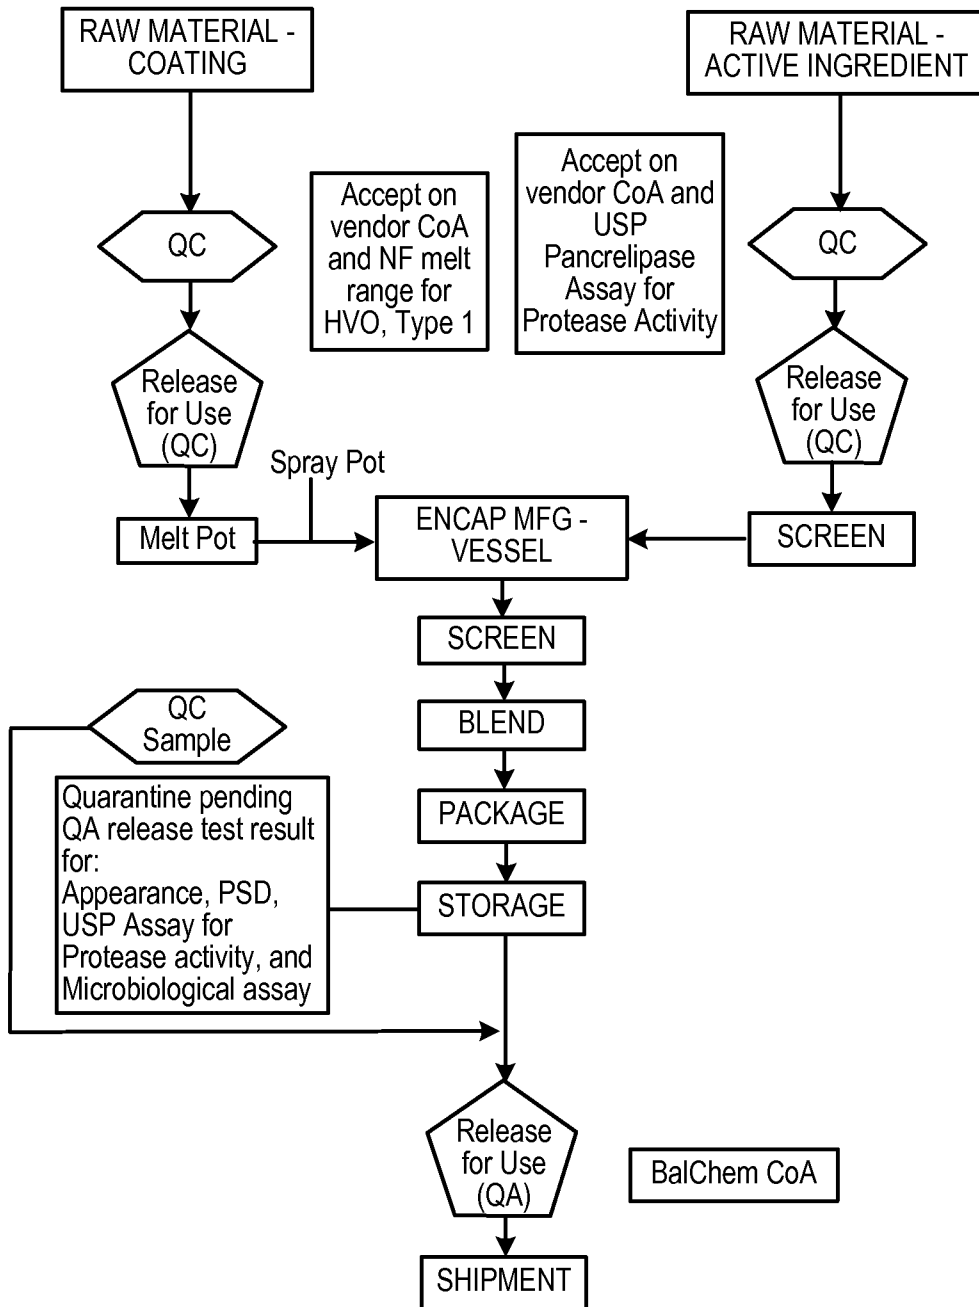 RAW MATERIAL -
COATING
RAW MATERIAL -
ACTIVE INGREDIENT
QC
Accept on
vendor CoA
and NF melt
range for
HVO, Type 1
Accept on
vendor CoA and
USP
Pancrelipase
Assay for
Protease Activity
QC
Release
for Use
(QC)
Release
for Use
(QC)
Spray Pot
Melt Pot
ENCAP MFG -
VESSEL
SCREEN
SCREEN
BLEND
QC
Sample
PACKAGE
Quarantine pending
QA release test result
for:
Appearance, PSD,
USP Assay for
Protease activity, and
Microbiological assay
STORAGE
Release
for Use
(QA)
BalChem CoA
SHIPMENT